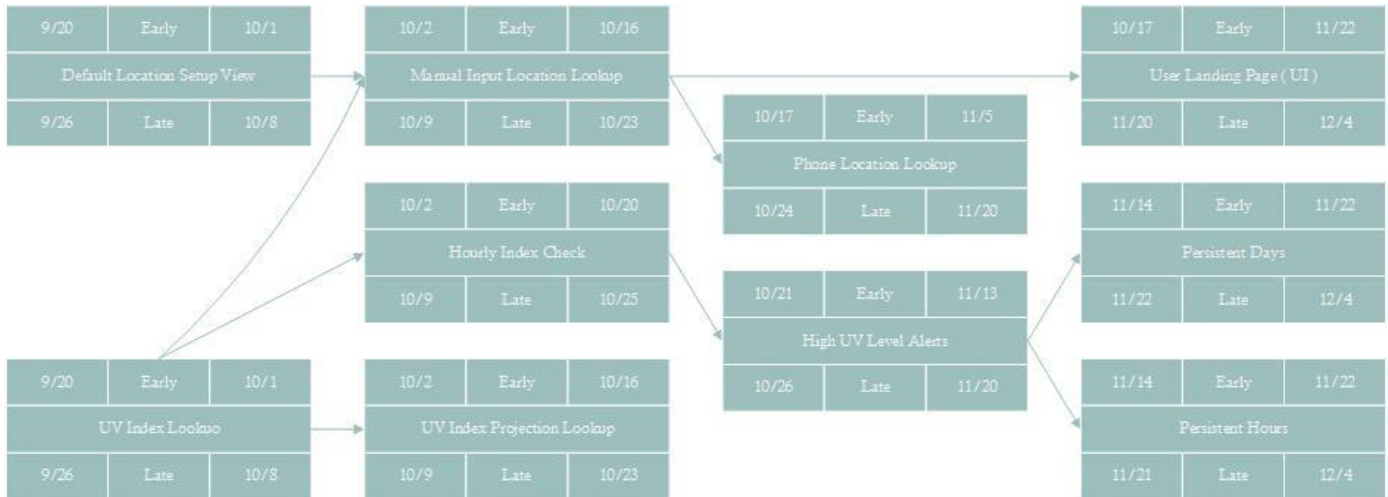 9/20 Early 10/1
Default Location Setup View
9/26 Late 10/8
9/20 Early 10/1
UV Index Lookuo
9/26 Late 10/8
10/2 Early 10/16
Manual Input Location Lookup
10/9 Late 10/23
10/2 Early 10/20
Hourly Index Check
10/9 Late 10/25
10/2 Early 10/16
UV Index Projection Lookup
10/9 Late 10/23
10/17 Early 11/5
Phone Location Lookup
10/24 Late 11/20
10/21 Early 11/13
High UV Level Alerts
10/26 Late 11/20
10/17 Early 11/22
User Landing Page ( UI )
11/20 Late 12/4
11/14 Early 11/22
Persistent Days
11/22 Late 12/4
11/14 Early 11/22
Persistent Hours
11/21 Late 12/4